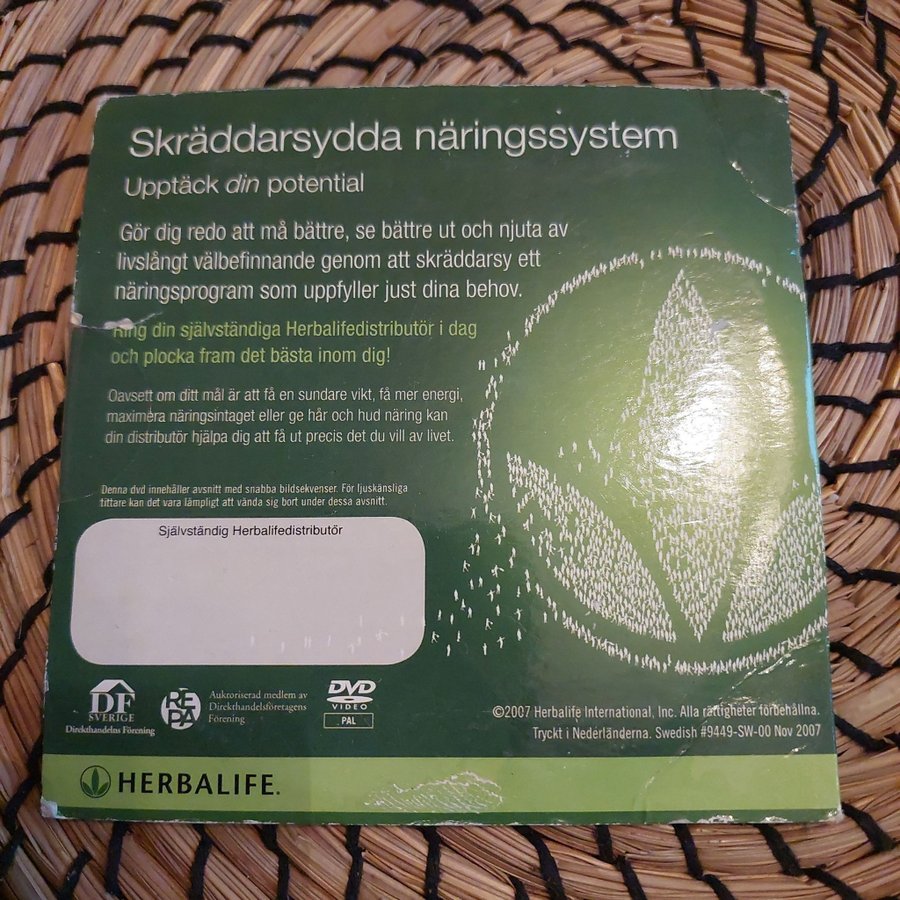 Skräddarsydda näringssystem
Upptäck din potential
Gör dig redo att må bättre, se bättre ut och njuta av
livslångt välbefinnande genom att skräddarsy ett
näringsprogram som uppfyller just dina behov.
Ring din självständiga Herbalifedistributör i dag
och plocka fram det bästa inom dig!
Oavsett om ditt mål är att få en sundare vikt, få mer energi,
maximera näringsintaget eller ge hår och hud näring kan
din distributör hjälpa dig att få ut precis det du vill av livet.
Denna dvd innehåller avsnitt med snabba bildsekvenser. För ljuskänsliga
tittare kan det vara lämpligt att vända sig bort under dessa avsnitt.
Självständig Herbalifedistributör
DF
SVERIGE
Direkthandelns Förening
REPA
Auktoriserad medlem av
Direkthandelsföretagens
Förening
DVD
VIDEO
PAL
©2007 Herbalife International, Inc. Alla rättigheter förbehållna.
Tryckt i Nederländerna. Swedish #9449-SW-00 Nov 2007
HERBALIFE.